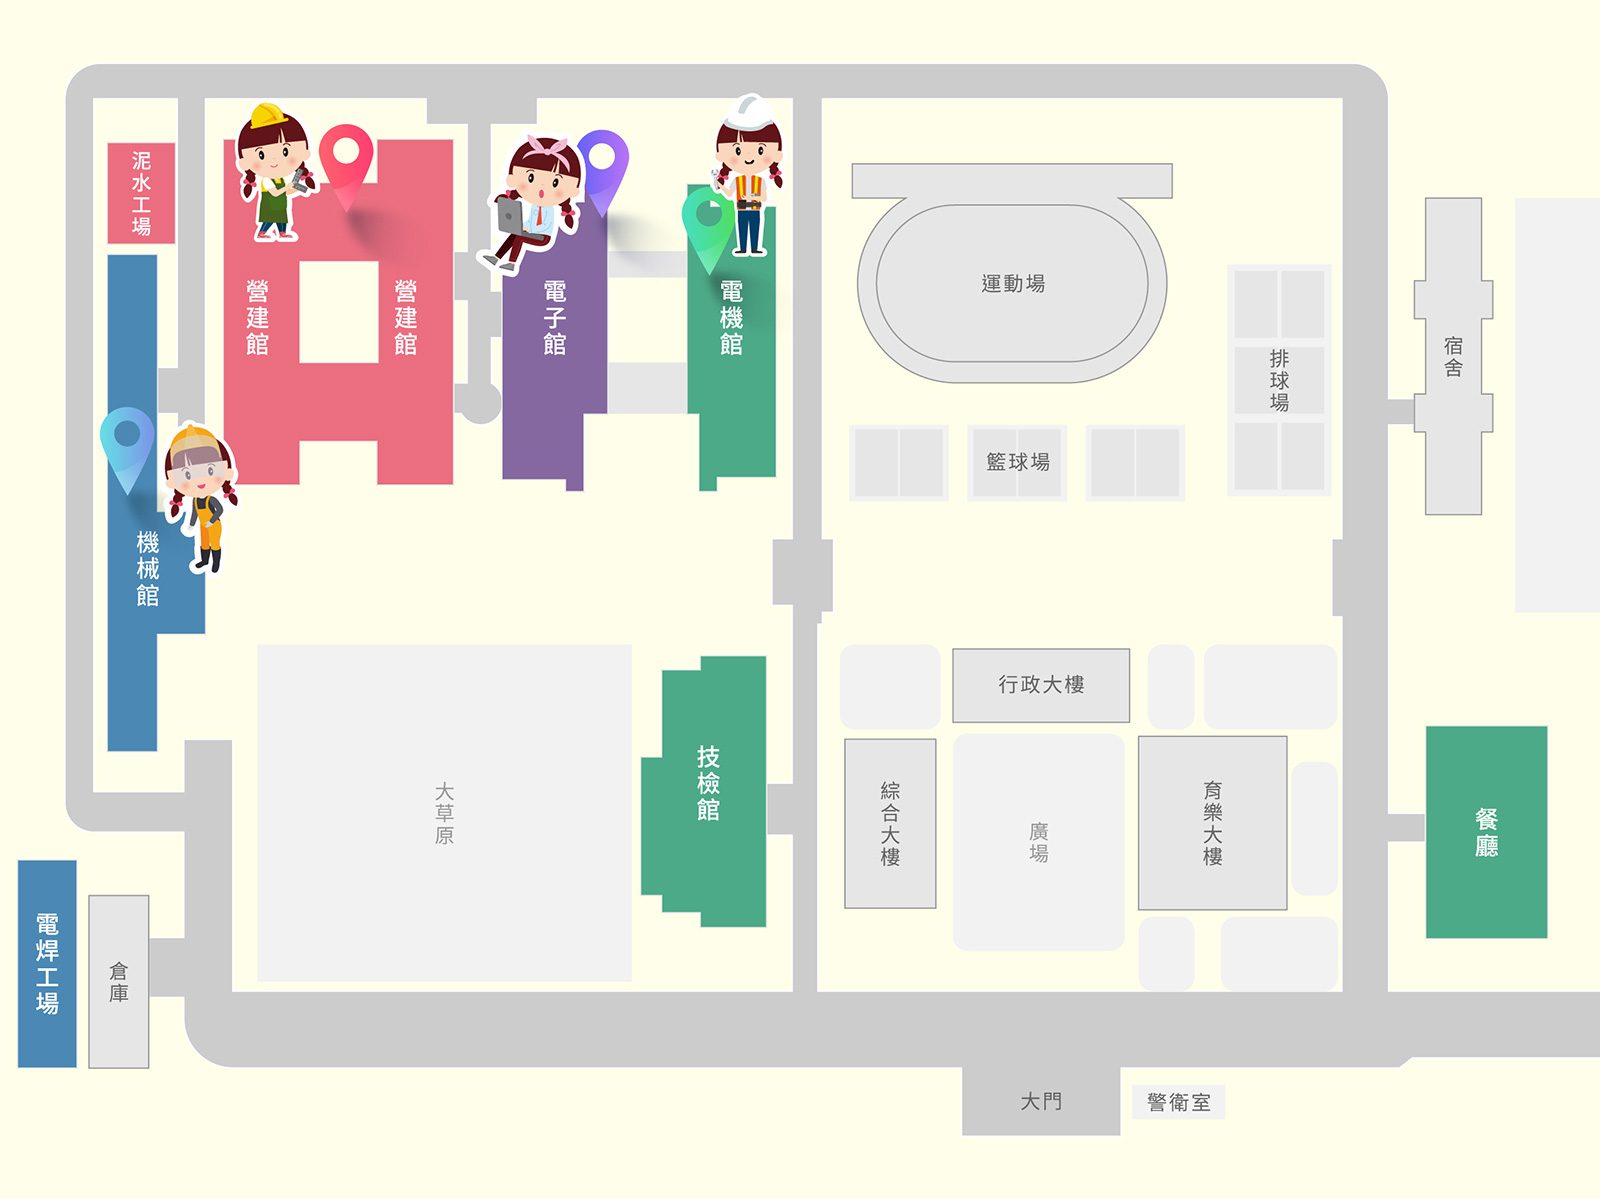 泥水工場
營建館
營建館
電子館
電機館
機械館
運動場
排球場
籃球場
宿舍
大草原
技檢館
行政大樓
綜合大樓
廣場
育樂大樓
餐廳
電焊工場
倉庫
大門
警衛室